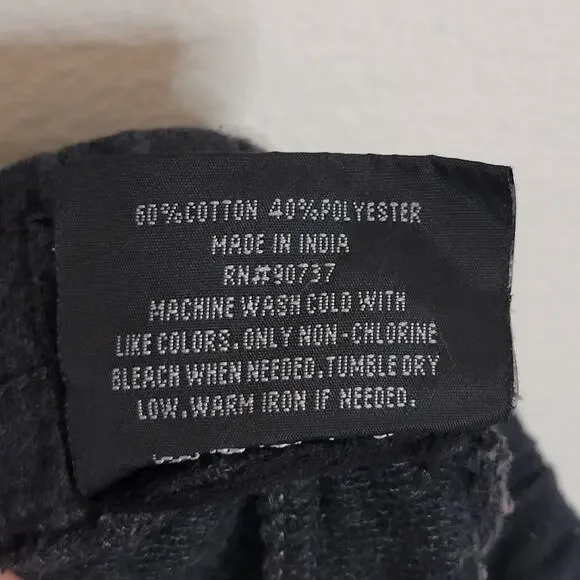 60%COTTON 40%POLYESTER
MADE IN INDIA
RN#90737
MACHINE WASH COLD WITH
LIKE COLORS.ONLY NON-CHLORINE
BLEACH WHEN NEEDED.TUMBLE DRY
LOW.WARM IRON IF NEEDED.